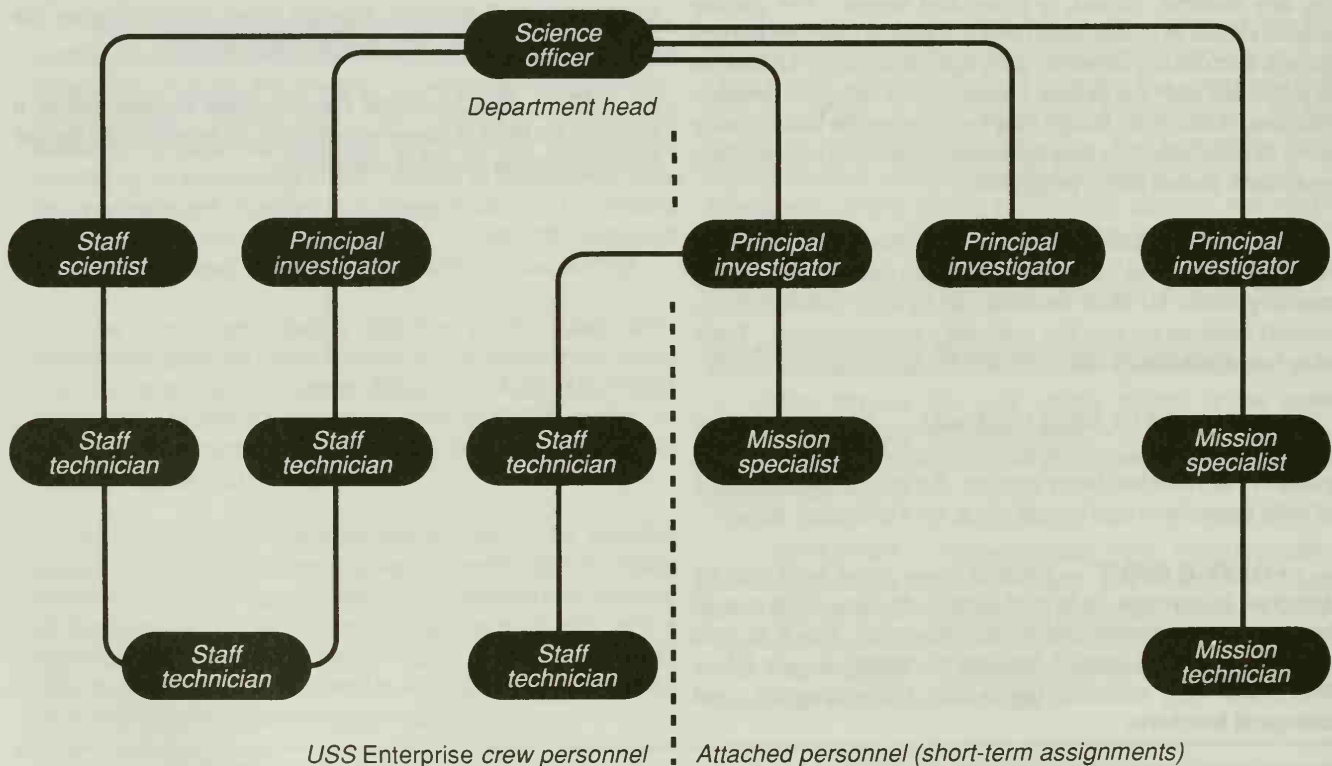 Science
officer
Department head
Staff
scientist
Principal
investigator
Principal
investigator
Principal
investigator
Principal
investigator
Staff
technician
Staff
technician
Staff
technician
Mission
specialist
Mission
specialist
Staff
technician
Staff
technician
Mission
technician
USS Enterprise crew personnel
Attached personnel (short-term assignments)